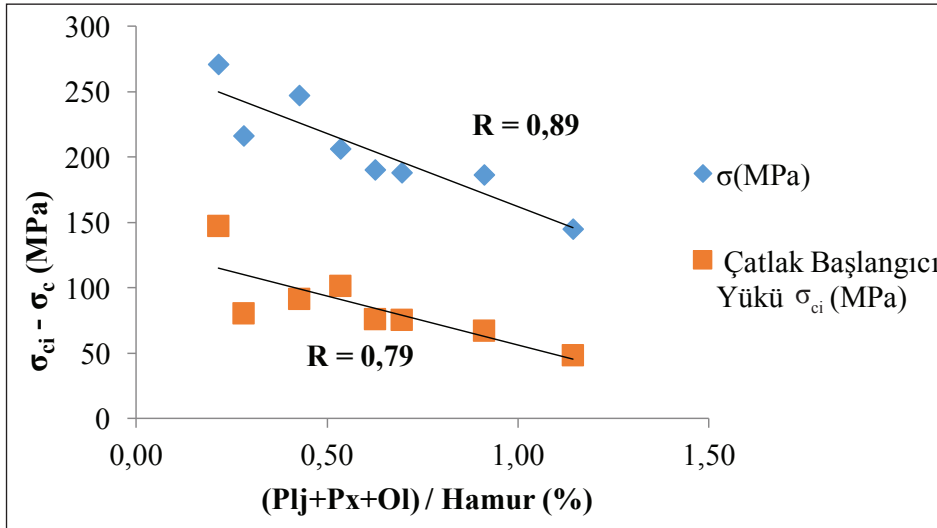 300
250
200
150
100
50
0
0,00
0,50
1,00
1,50
σci - σc (MPa)
(Plj+Px+Ol) / Hamur (%)
R = 0,89
R = 0,79
σ(MPa)
Çatlak Başlangıcı
Yükü σci (MPa)